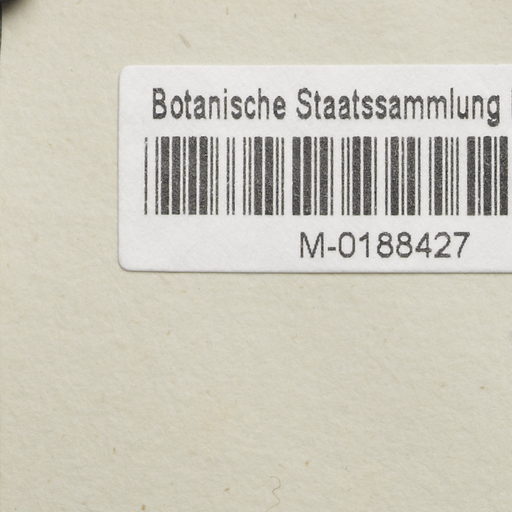 Botanische Staatssammlung
M-0188427